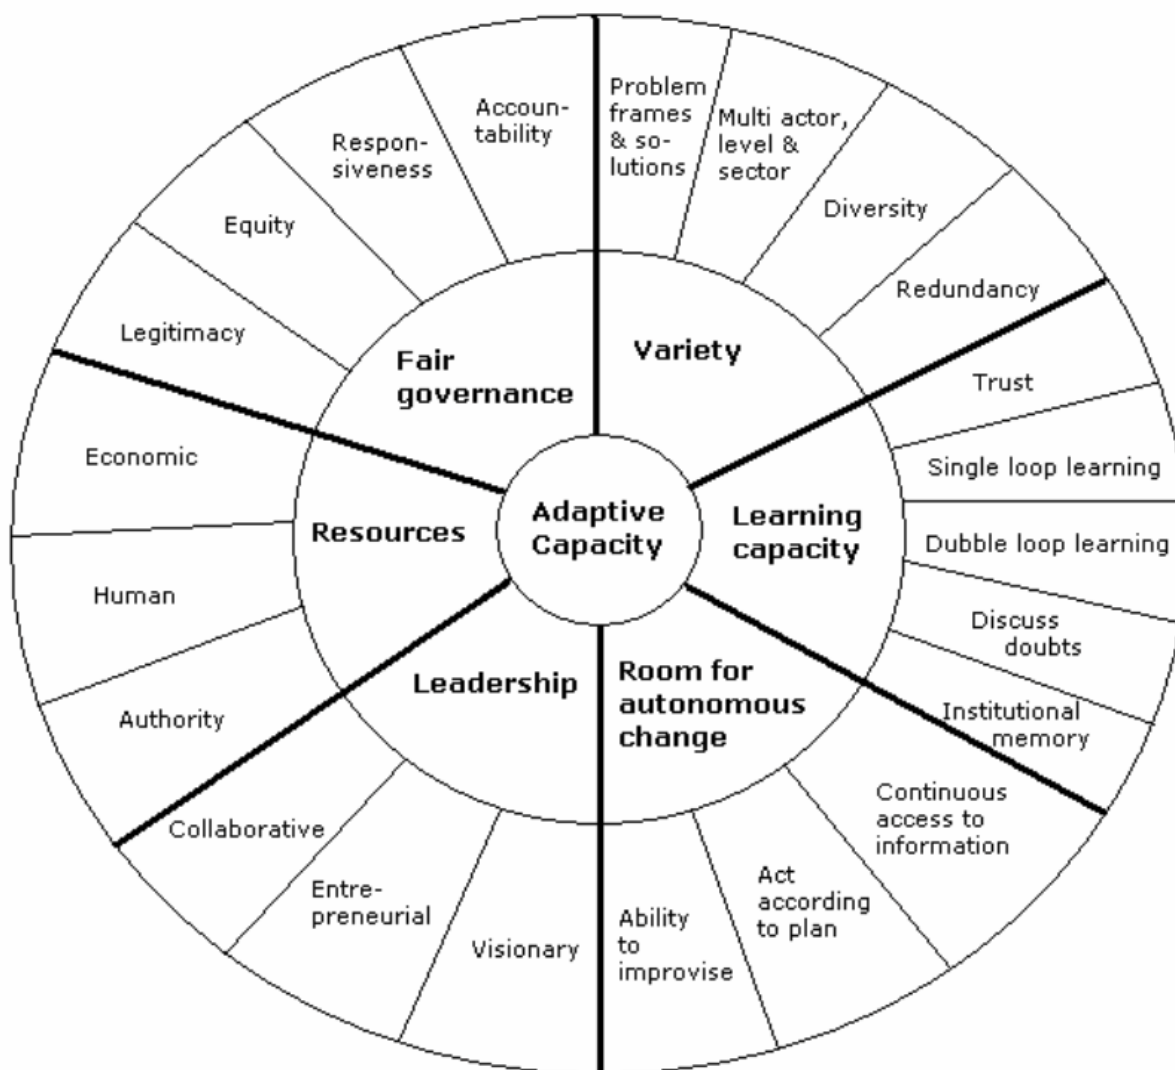 Adaptive
Capacity
Variety
Problem
frames
& so-
lutions
Multi actor,
level &
sector
Diversity
Redundancy
Learning
capacity
Trust
Single loop learning
Dubble loop learning
Discuss
doubts
Institutional
memory
Room for
autonomous
change
Continuous
access to
information
Act
according
to plan
Ability
to
improvise
Leadership
Visionary
Entre-
preneurial
Collaborative
Resources
Authority
Human
Economic
Fair
governance
Legitimacy
Equity
Respon-
siveness
Accoun-
tability